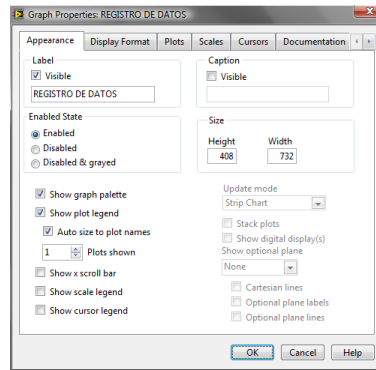 Graph Properties: REGISTRO DE DATOS
Appearance Display Format Plots Scales Cursors Documentation
Label
Visible
REGISTRO DE DATOS
Caption
Visible
Enabled State
Enabled
Disabled
Disabled & grayed
Size
Height Width
408 732
Show graph palette
Show plot legend
Auto size to plot names
1 Plots shown
Show x scroll bar
Show scale legend
Show cursor legend
Update mode
Strip Chart
Stack plots
Show digital display(s)
Show optional plane
None
Cartesian lines
Optional plane labels
Optional plane lines
OK Cancel Help